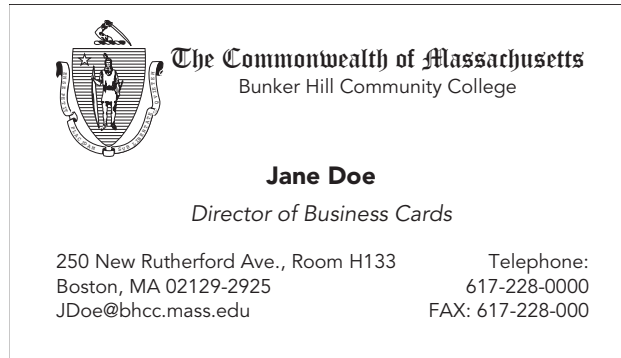 The Commonwealth of Massachusetts
Bunker Hill Community College
Jane Doe
Director of Business Cards
250 New Rutherford Ave., Room H133
Boston, MA 02129-2925
JDoe@bhcc.mass.edu
Telephone:
617-228-0000
FAX: 617-228-000